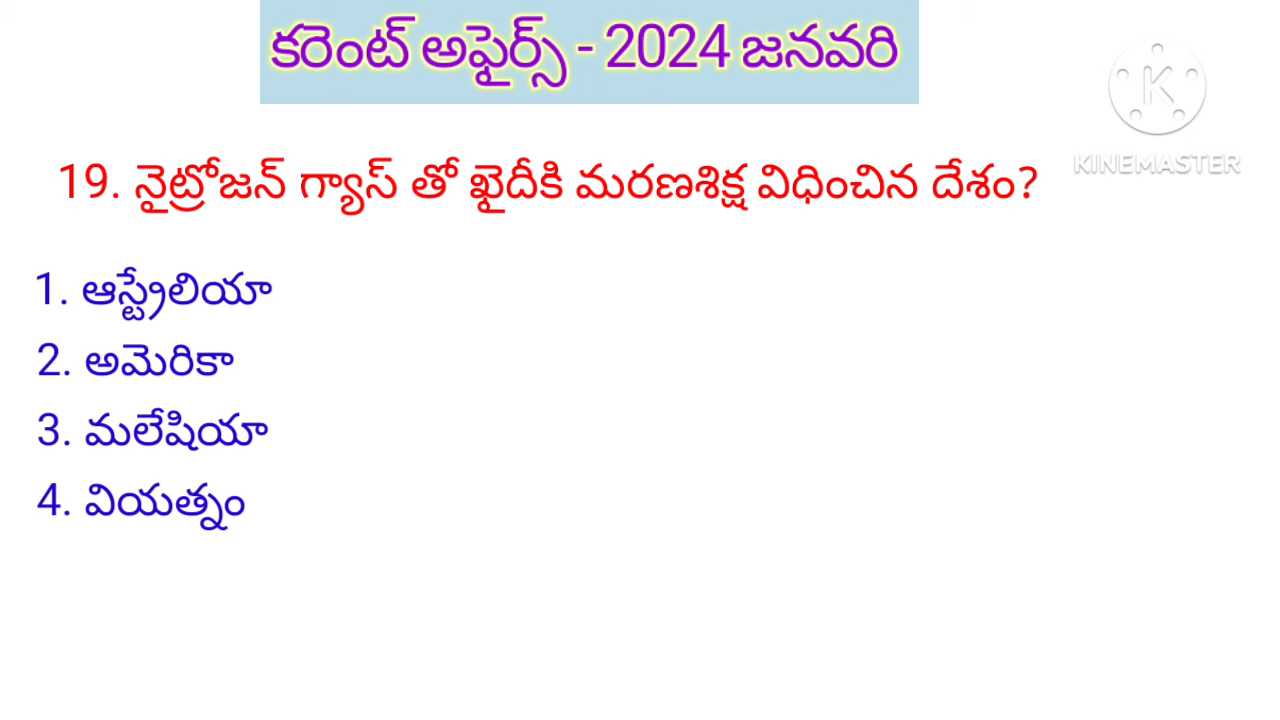 కరెంట్ అఫైర్స్ - 2024 జనవరి
K
KINEMASTER
19. నైట్రోజన్ గ్యాస్ తో ఖైదీకి మరణశిక్ష విధించిన దేశం?
1. ఆస్ట్రేలియా
2. అమెరికా
3. మలేషియా
4. వియత్నం